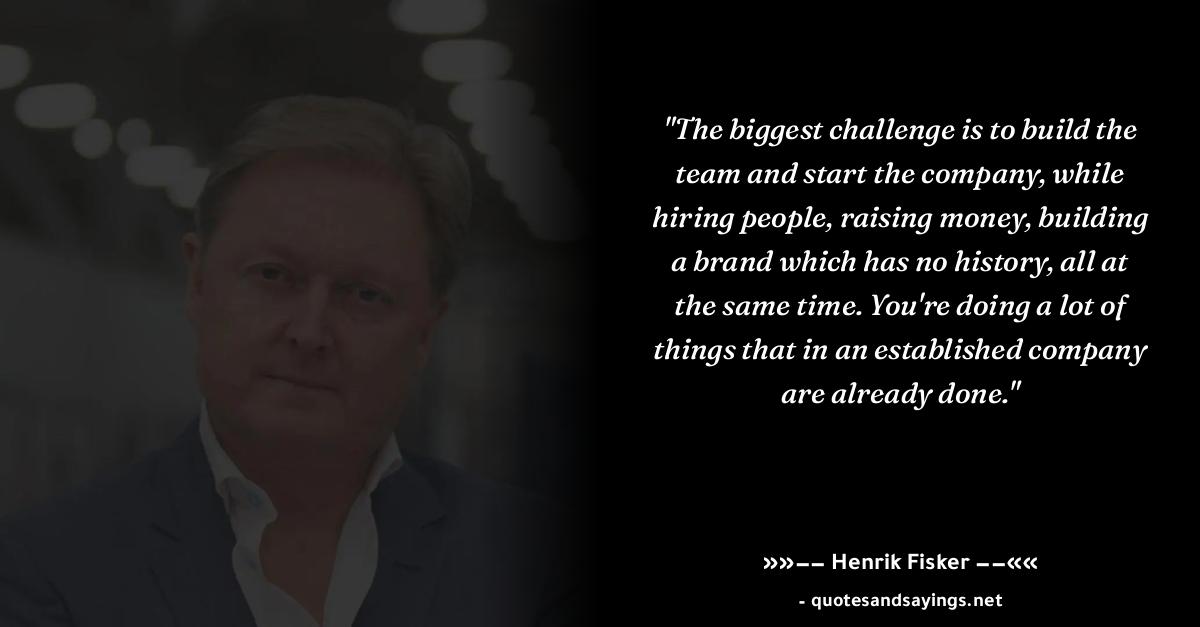 "The biggest challenge is to build the
team and start the company, while
hiring people, raising money, building
a brand which has no history, all at
the same time. You're doing a lot of
things that in an established company
are already done."
»»−− Henrik Fisker −−««
- quotesandsayings.net